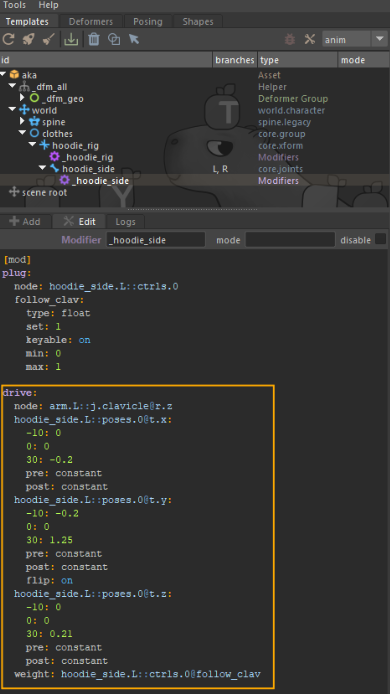 Tools Help
Templates Deformers Posing Shapes
anim
id branches type mode
aka Asset
_dfm_all Helper
_dfm_geo Deformer Group
world world.character
spine spine.legacy
clothes core.group
hoodie_rig core.xform
_hoodie_rig Modifiers
hoodie_side L, R core.joints
_hoodie_side Modifiers
scene root
Add Edit Logs
Modifier _hoodie_side mode disable
[mod]
plug:
node: hoodie_side.L::ctrls.0
follow_clav:
type: float
set: 1
keyable: on
min: 0
max: 1
drive:
node: arm.L::j.clavicle@r.z
hoodie_side.L::poses.0@t.x:
-10: 0
0: 0
30: -0.2
pre: constant
post: constant
hoodie_side.L::poses.0@t.y:
-10: -0.2
0: 0
30: 1.25
pre: constant
post: constant
flip: on
hoodie_side.L::poses.0@t.z:
-10: 0
0: 0
30: 0.21
pre: constant
post: constant
weight: hoodie_side.L::ctrls.0@follow_clav